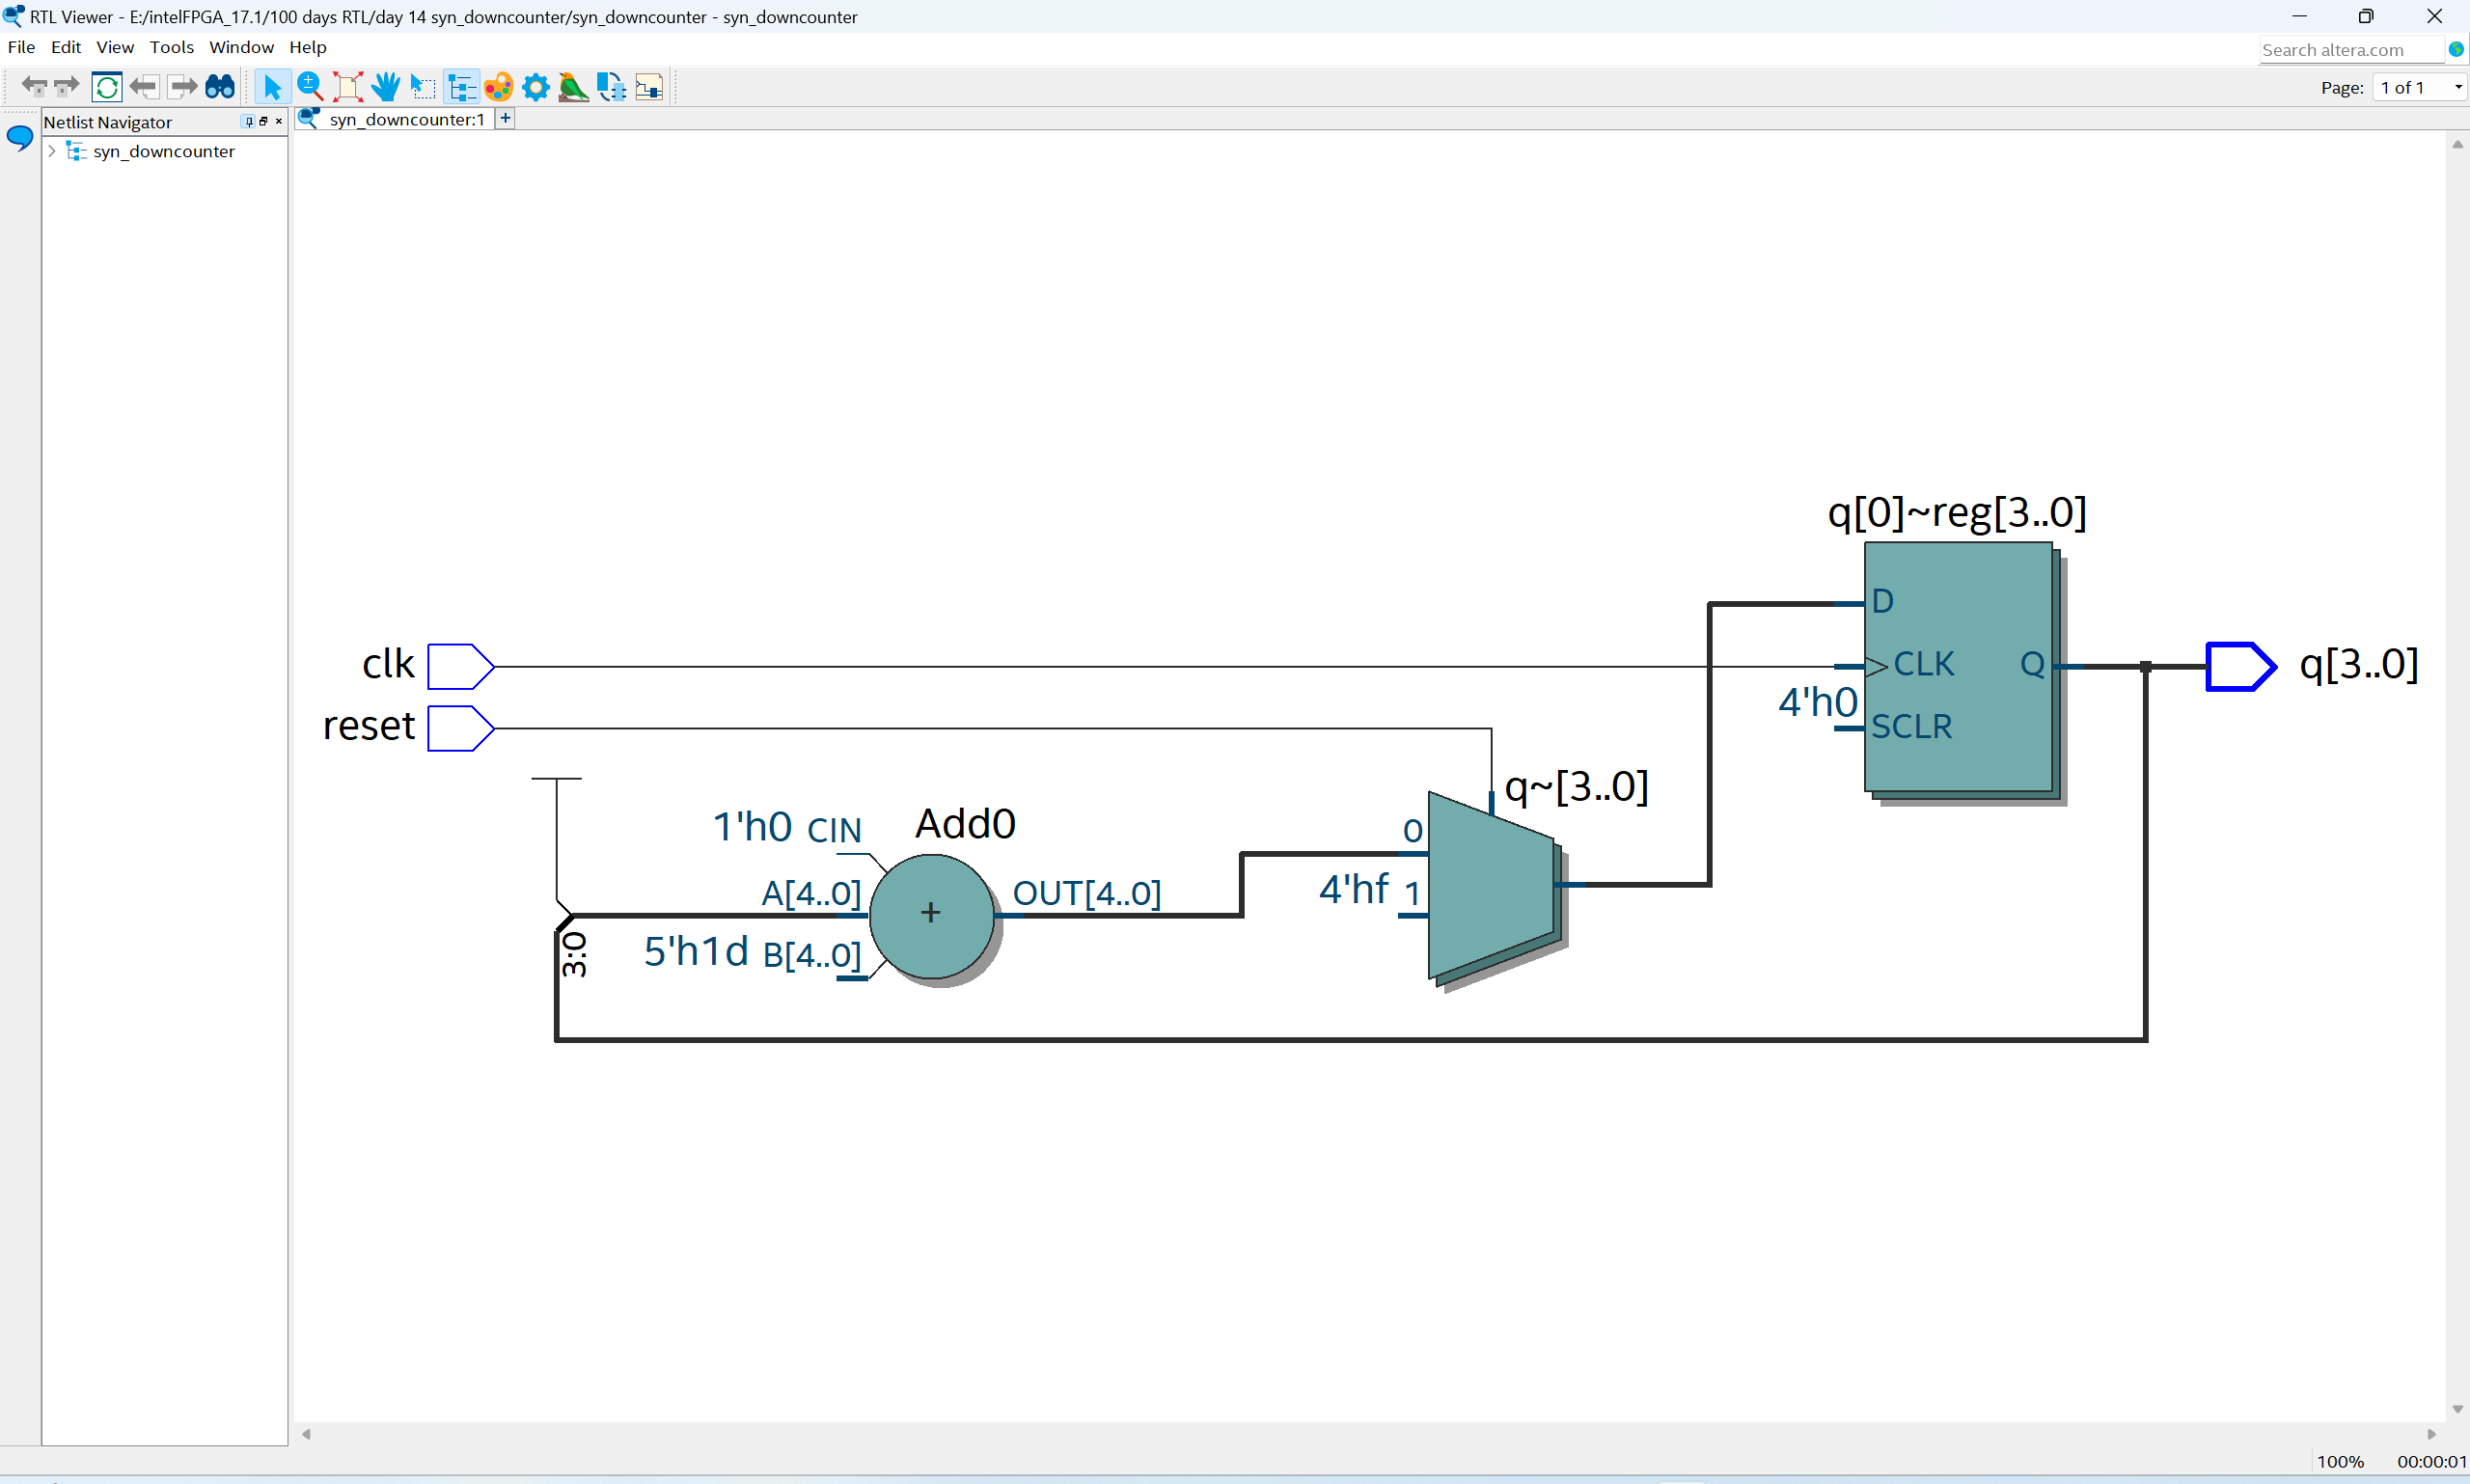 RTL Viewer - E:/intelFPGA_17.1/100 days RTL/day 14 syn_downcounter/syn_downcounter - syn_downcounter
File Edit View Tools Window Help
Search altera.com
Page: 1 of 1
Netlist Navigator
syn_downcounter:1
syn_downcounter
q[0]~reg[3..0]
D
clk
CLK
Q
q[3..0]
4'h0
reset
SCLR
q~[3..0]
1'h0 CIN
Add0
0
A[4..0]
OUT[4..0]
4'hf 1
+
3:0
5'h1d B[4..0]
100% 00:00:01